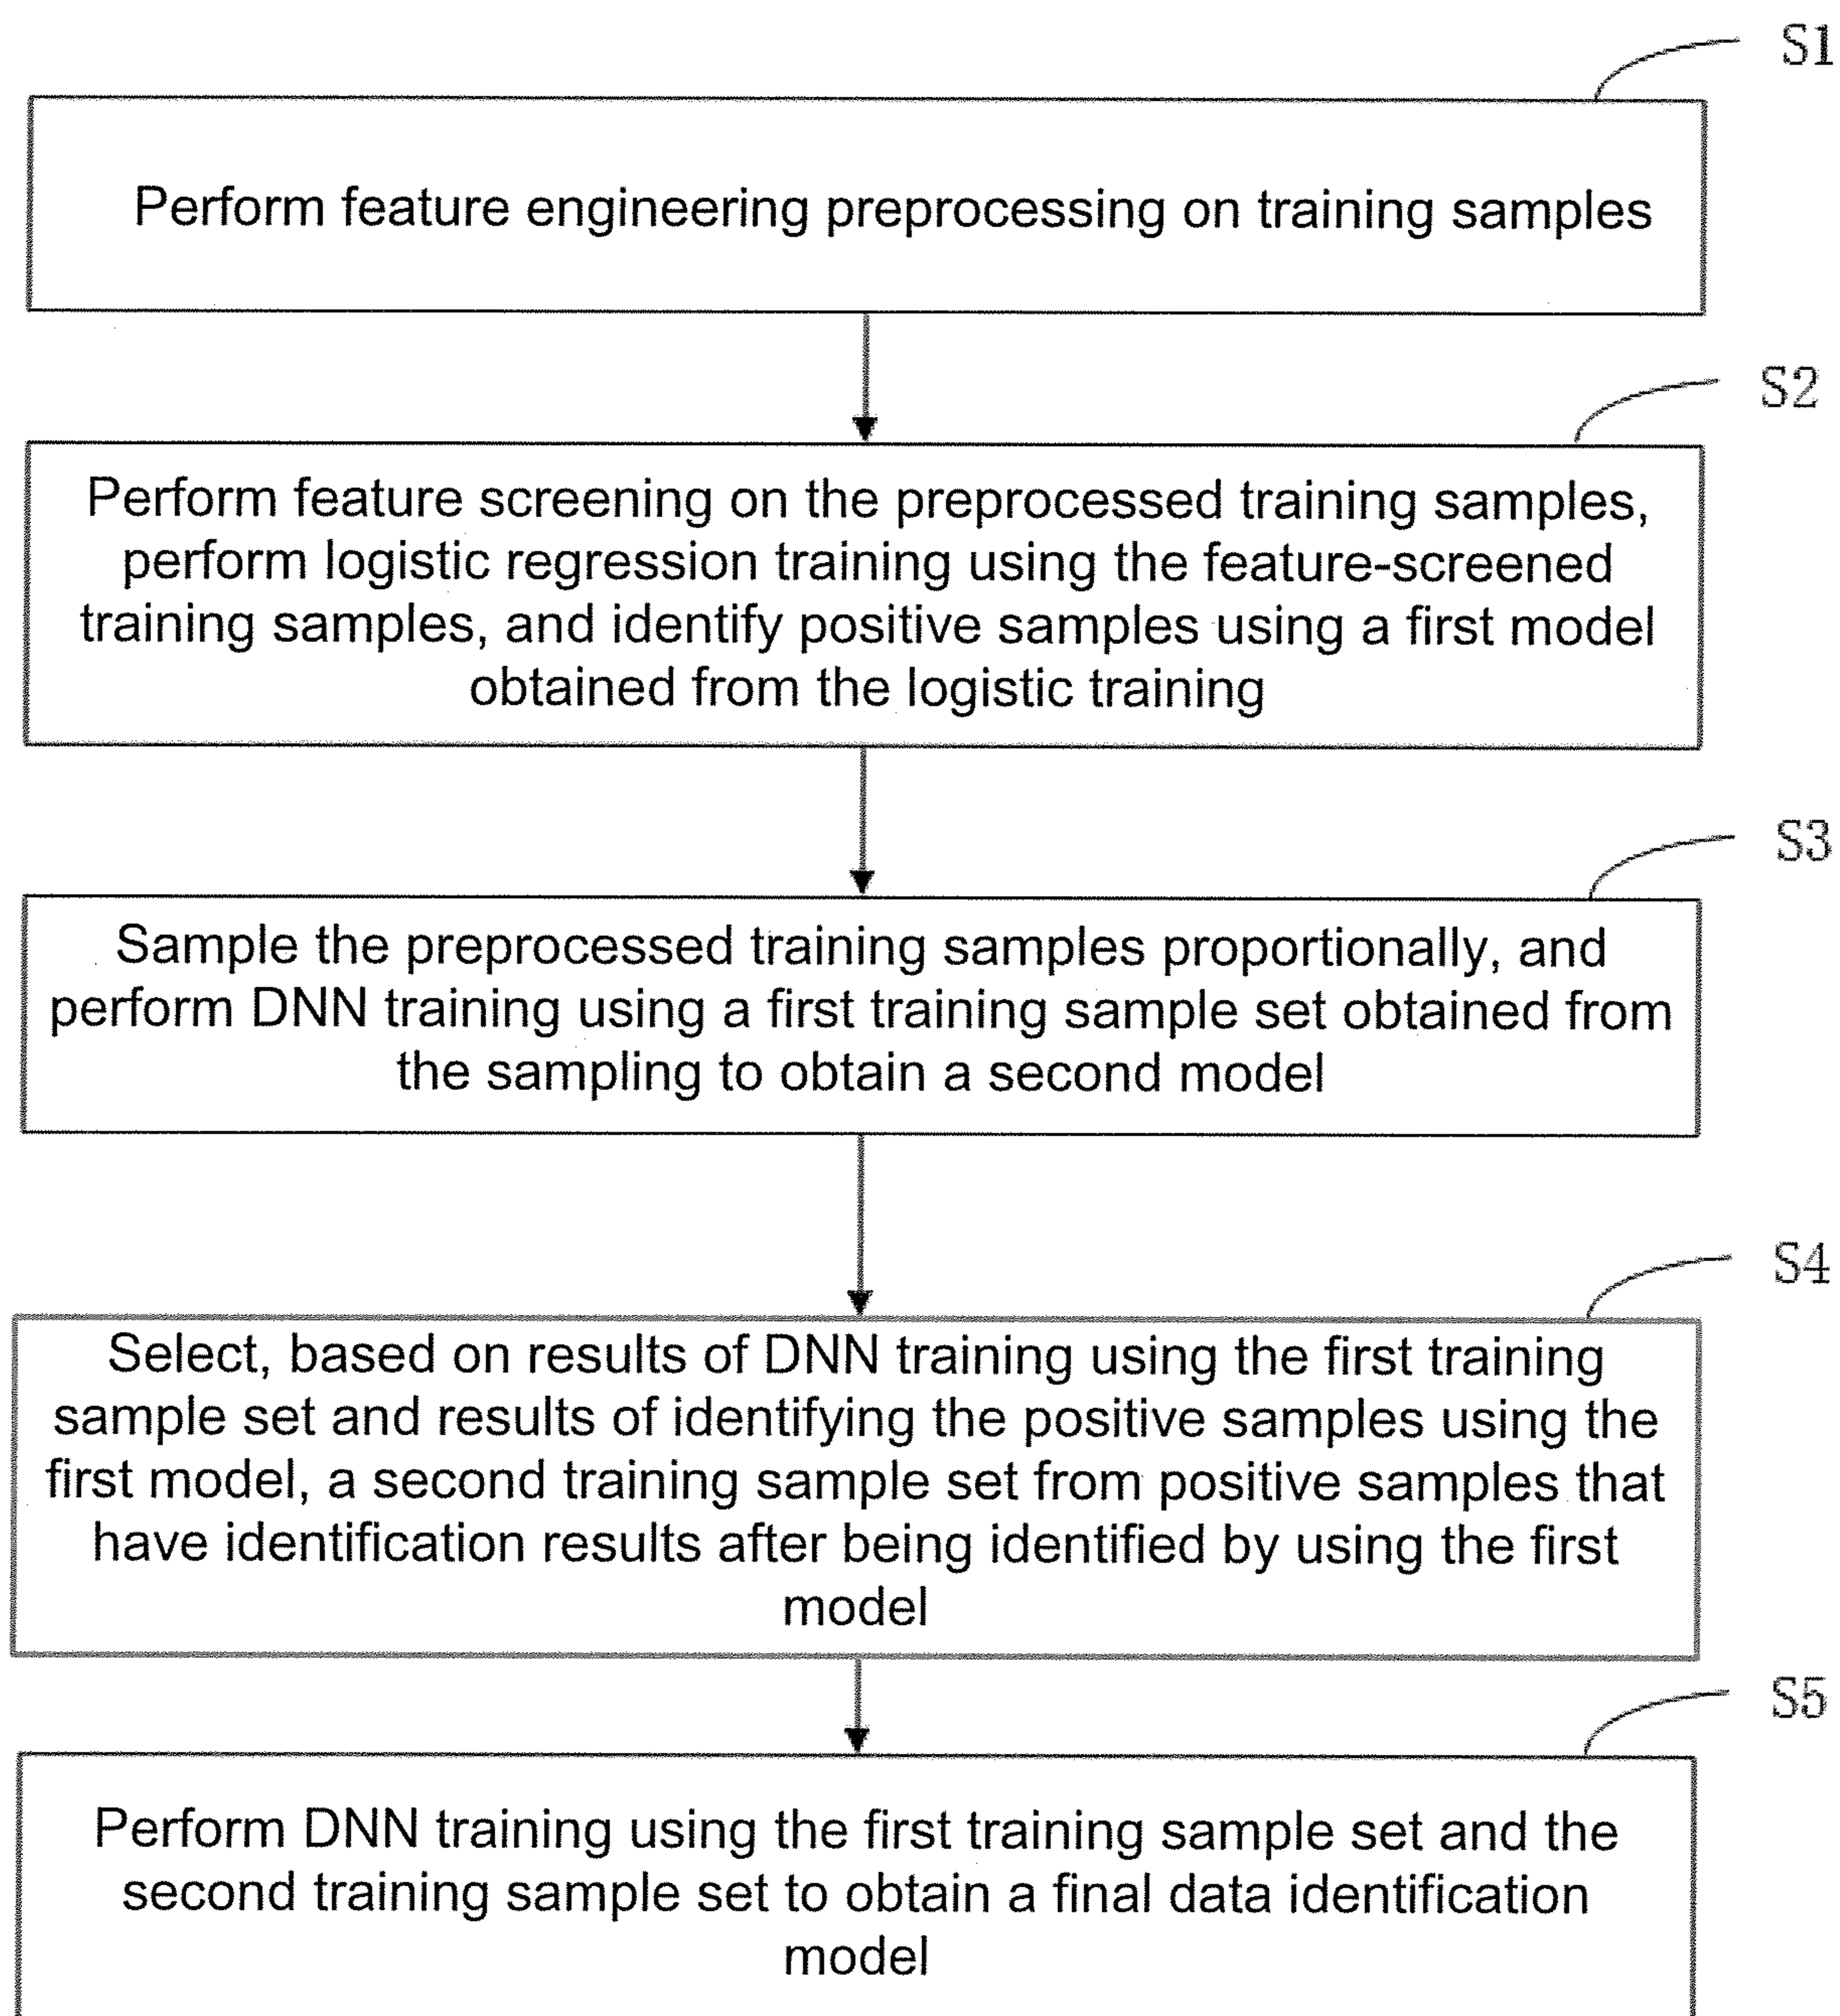 S1
Perform feature engineering preprocessing on training samples
S2
Perform feature screening on the preprocessed training samples,
perform logistic regression training using the feature-screened
training samples, and identify positive samples using a first model
obtained from the logistic training
S3
Sample the preprocessed training samples proportionally, and
perform DNN training using a first training sample set obtained from
the sampling to obtain a second model
S4
Select, based on results of DNN training using the first training
sample set and results of identifying the positive samples using the
first model, a second training sample set from positive samples that
have identification results after being identified by using the first
model
S5
Perform DNN training using the first training sample set and the
second training sample set to obtain a final data identification
model